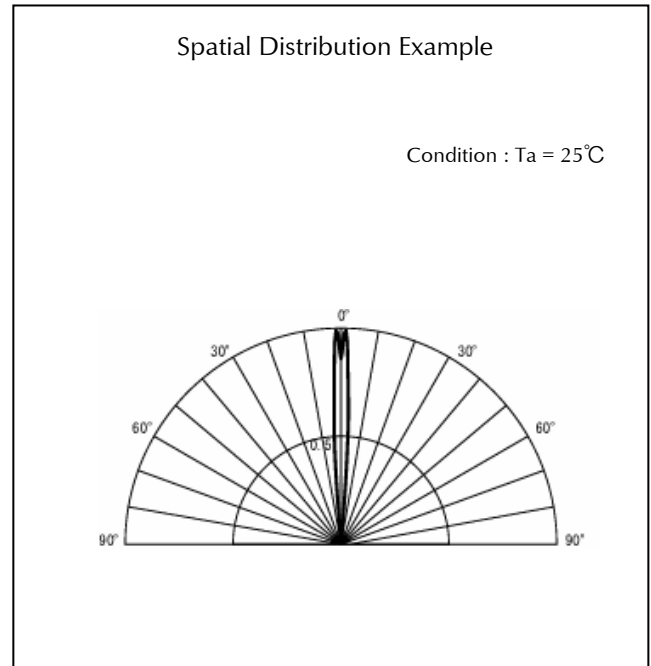 Spatial Distribution Example
Condition : Ta = 25℃
0°
30° 30°
60° 60°
0.5
90° 90°